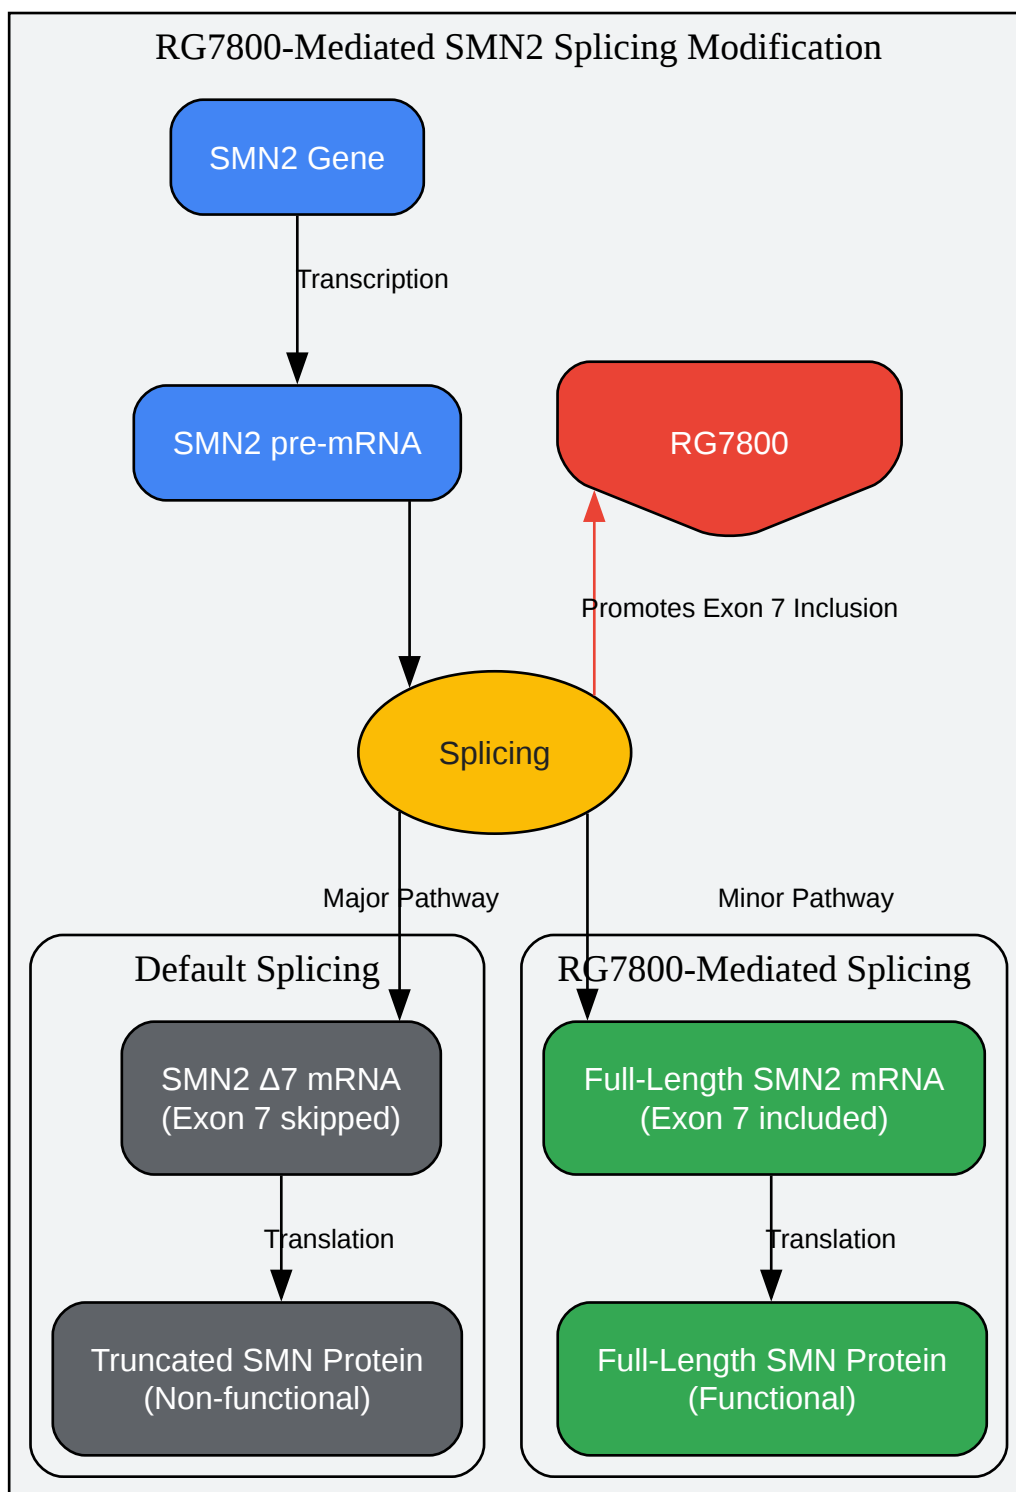 RG7800-Mediated SMN2 Splicing Modification
SMN2 Gene
Transcription
SMN2 pre-mRNA
RG7800
Promotes Exon 7 Inclusion
Splicing
Major Pathway
Minor Pathway
Default Splicing
RG7800-Mediated Splicing
SMN2 Δ7 mRNA
(Exon 7 skipped)
Full-Length SMN2 mRNA
(Exon 7 included)
Translation
Translation
Truncated SMN Protein
(Non-functional)
Full-Length SMN Protein
(Functional)